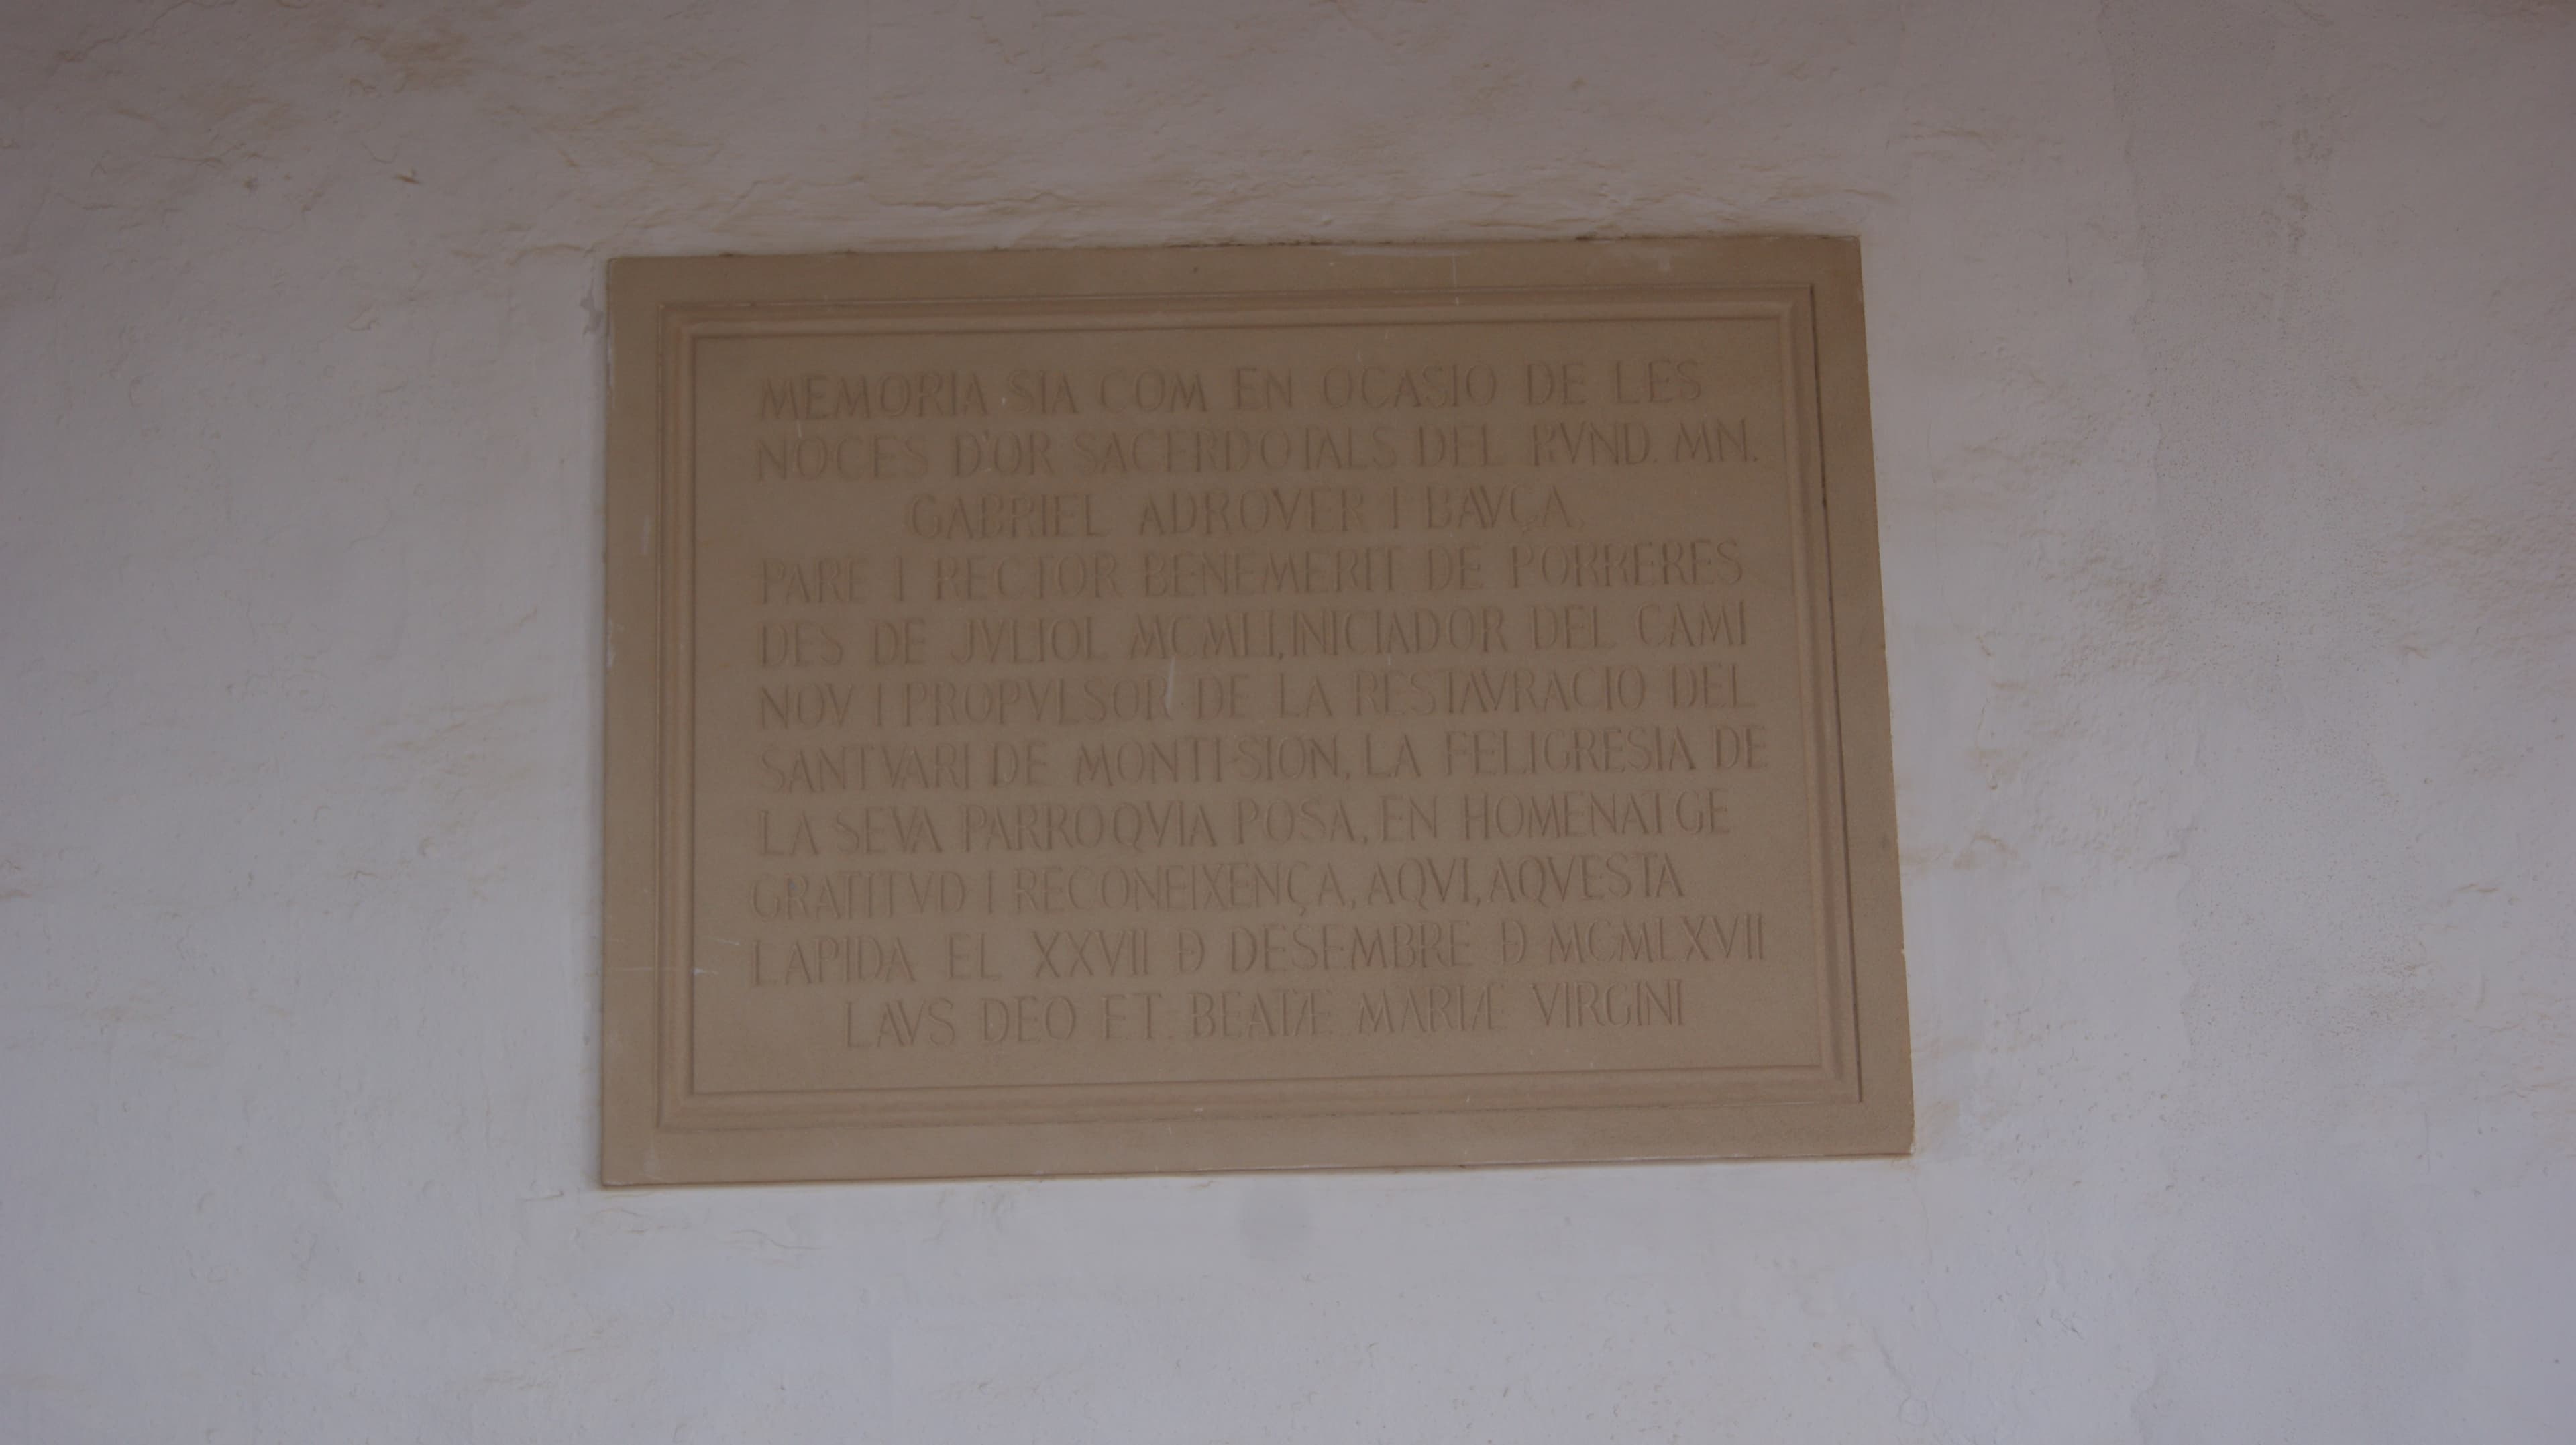 MEMORIA SIA COM EN OCASIO DE LES
NOCES D'OR SACERDOTALS DEL RVND. MN.
GABRIEL ADROVER I BAVÇA,
PARE I RECTOR BENEMERIT DE PORRERES
DES DE JVLIOL MCMLI, INICIADOR DEL CAMI
NOV I PROPVLSOR DE LA RESTAVRACIO DEL
SANTVARI DE MONTI-SION, LA FELIGRESIA DE
LA SEVA PARROQVIA POSA, EN HOMENATGE
GRATITVD I RECONEIXENÇA, AQVI, AQVESTA
LAPIDA EL XXVII Đ DESEMBRE Đ MCMLXVII
LAVS DEO ET. BEATÆ MARIÆ VIRGINI